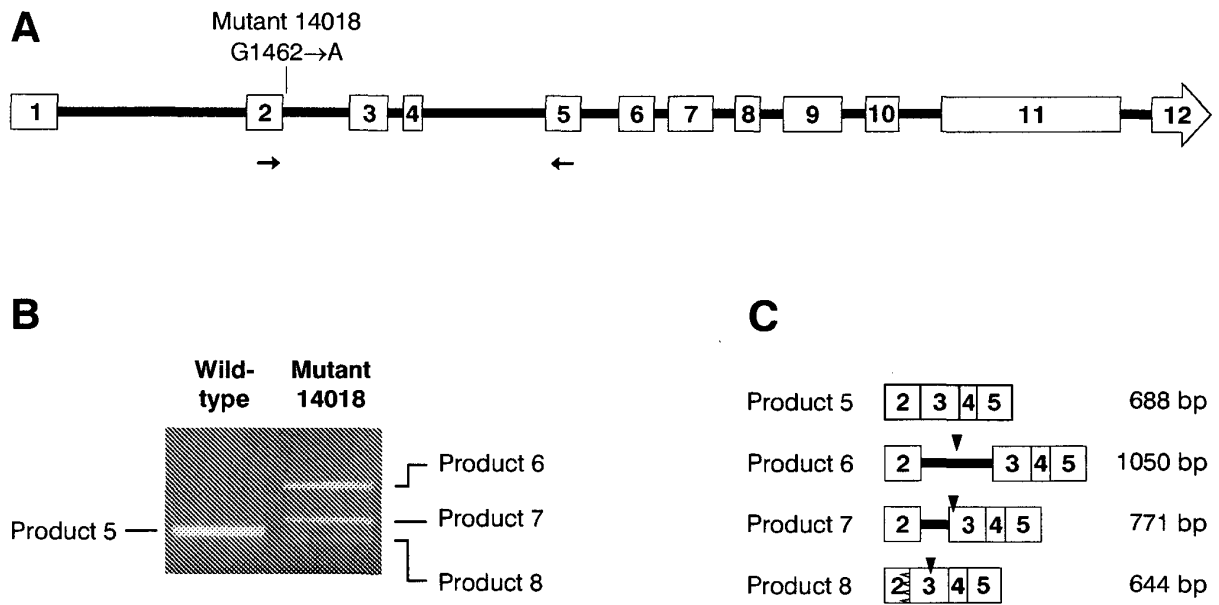 A
Mutant 14018
G1462→A
1 2 3 4 5 6 7 8 9 10 11 12
B
Wild-
type
Mutant
14018
Product 5
Product 6
Product 7
Product 8
C
Product 5 2 3 4 5 688 bp
Product 6 2 3 4 5 1050 bp
Product 7 2 3 4 5 771 bp
Product 8 2 3 4 5 644 bp